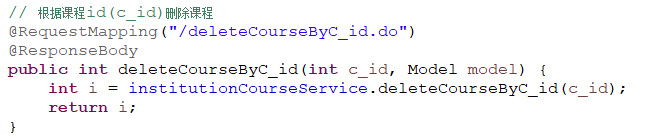 // 根据课程id(c_id)删除课程
@RequestMapping("/deleteCourseByC_id.do")
@ResponseBody
public int deleteCourseByC_id(int c_id, Model model) {
    int i = institutionCourseService.deleteCourseByC_id(c_id);
    return i;
}